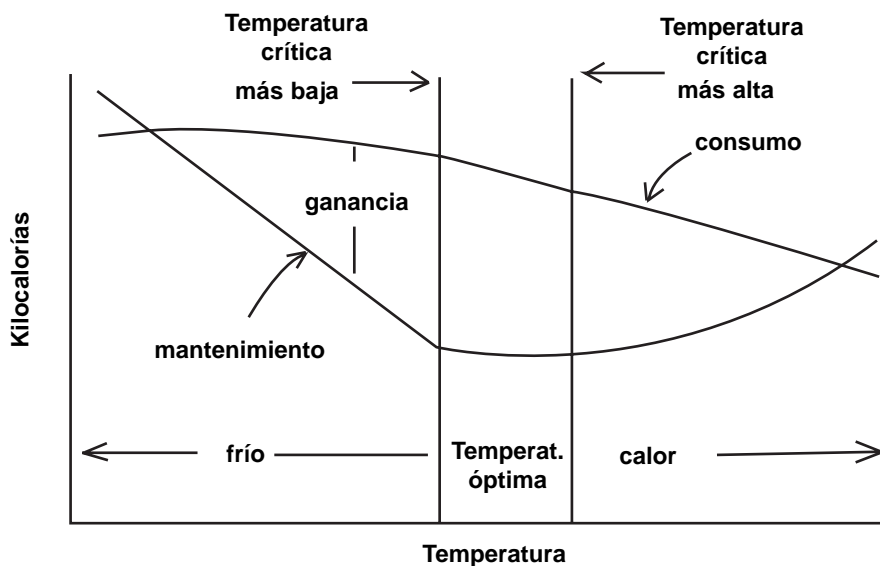 Temperatura
crítica
más baja
Temperatura
crítica
más alta
consumo
ganancia
Kilocalorías
mantenimiento
frío
Temperat.
óptima
calor
Temperatura